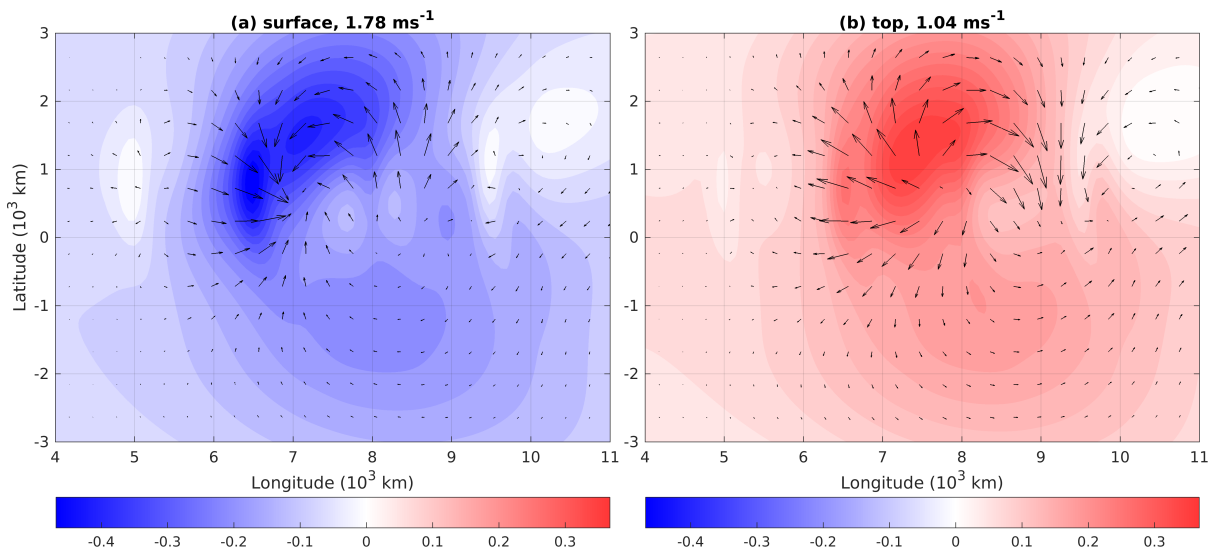 (a) surface, 1.78 ms-1
(b) top, 1.04 ms-1
3
2
1
0
-1
-2
-3
Latitude (10³ km)
4 5 6 7 8 9 10 11
Longitude (10³ km)
-0.4 -0.3 -0.2 -0.1 0 0.1 0.2 0.3
3
2
1
0
-1
-2
-3
4 5 6 7 8 9 10 11
Longitude (10³ km)
-0.4 -0.3 -0.2 -0.1 0 0.1 0.2 0.3